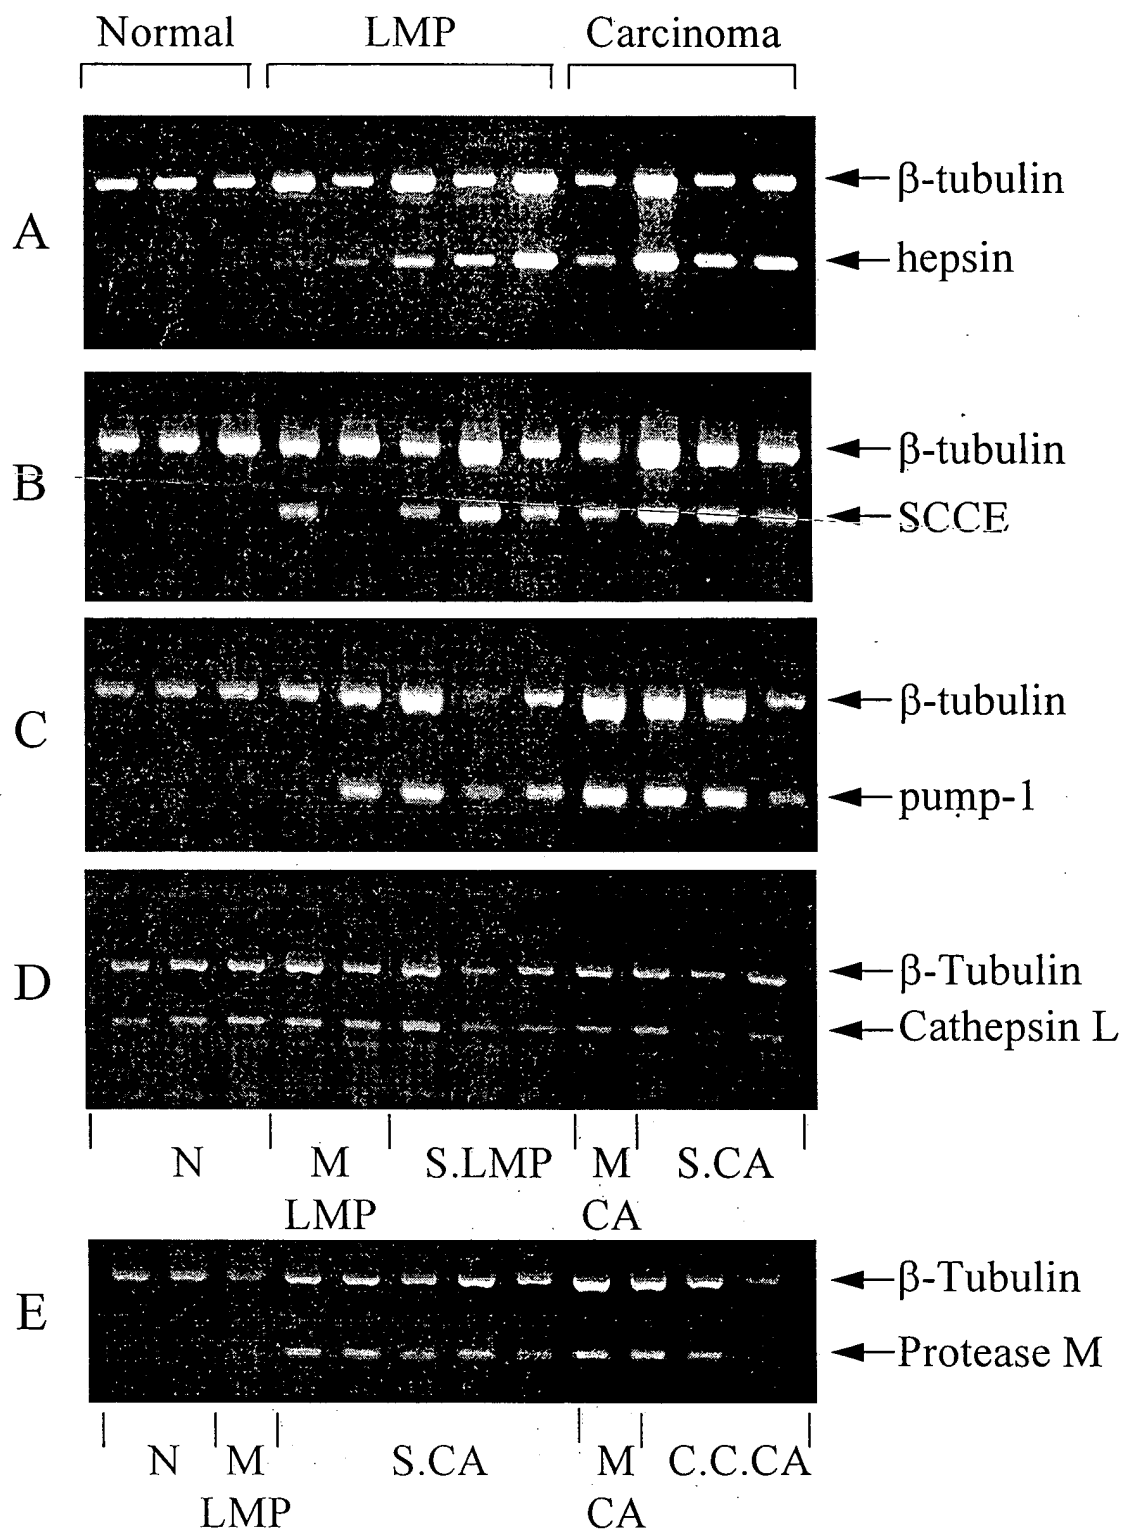 Normal LMP Carcinoma
A
β-tubulin
hepsin
B
β-tubulin
SCCE
C
β-tubulin
pump-1
D
β-Tubulin
Cathepsin L
N M S.LMP M S.CA
LMP CA
E
β-Tubulin
Protease M
N M S.CA M C.C.CA
LMP CA